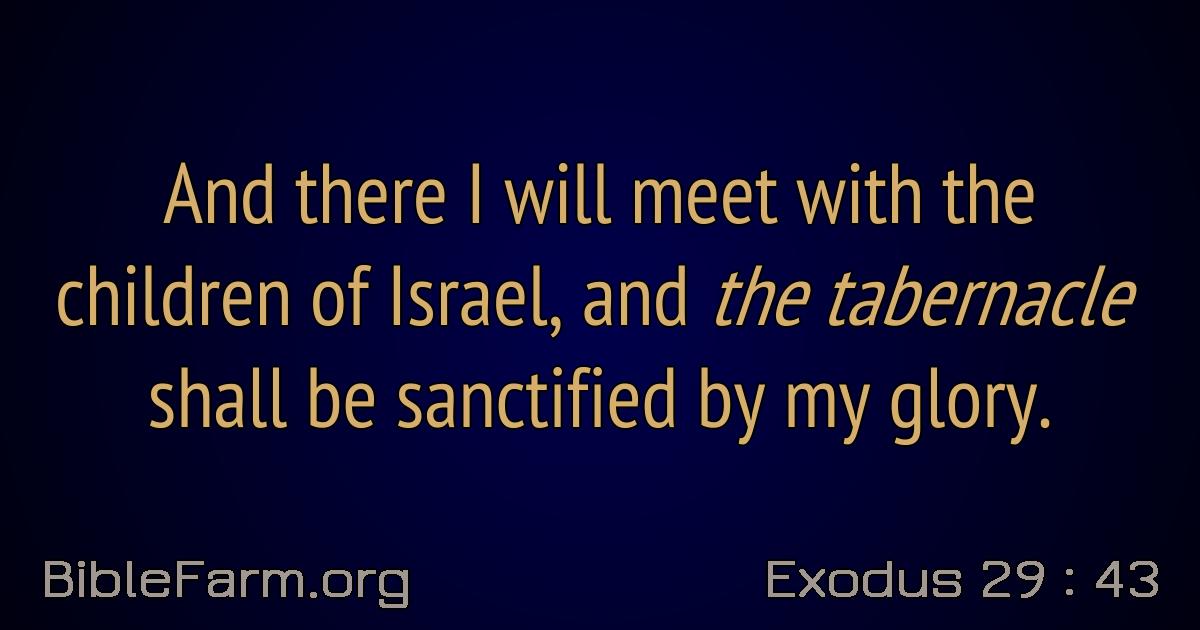 And there I will meet with the
children of Israel, and the tabernacle
shall be sanctified by my glory.
BibleFarm.org
Exodus 29 : 43